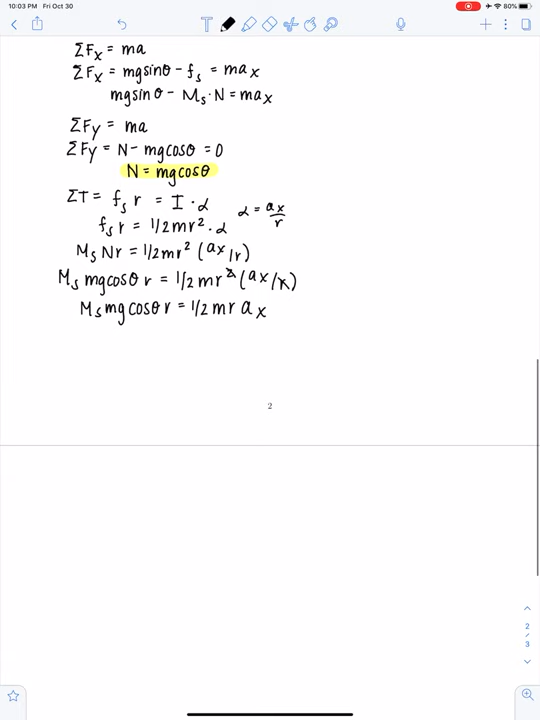 10:03 PM Fri Oct 30
80%
ΣFx = ma
ΣFx = mgsinθ - fs = max
mgsinθ - Ms·N = max
ΣFy = ma
ΣFy = N - mgcosθ = 0
N = mgcosθ
ΣT = fs r = I·α α = ax/r
fs r = 1/2mr²·α
Ms Nr = 1/2mr² (ax/r)
Ms mgcosθ r = 1/2 mr² (ax/r)
Ms mg cosθ r = 1/2 mr ax
2
2
/
3